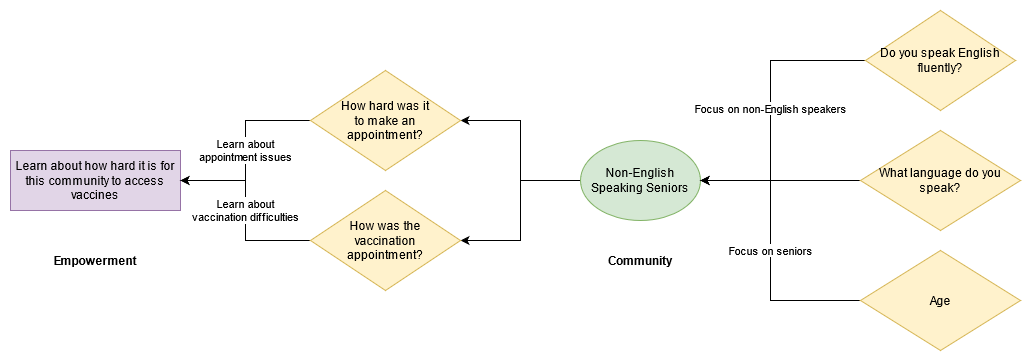 Learn about how hard it is for
this community to access
vaccines
Empowerment
Learn about
appointment issues
Learn about
vaccination difficulties
How hard was it
to make an
appointment?
How was the
vaccination
appointment?
Non-English
Speaking Seniors
Community
Focus on non-English speakers
Focus on seniors
Do you speak English
fluently?
What language do you
speak?
Age